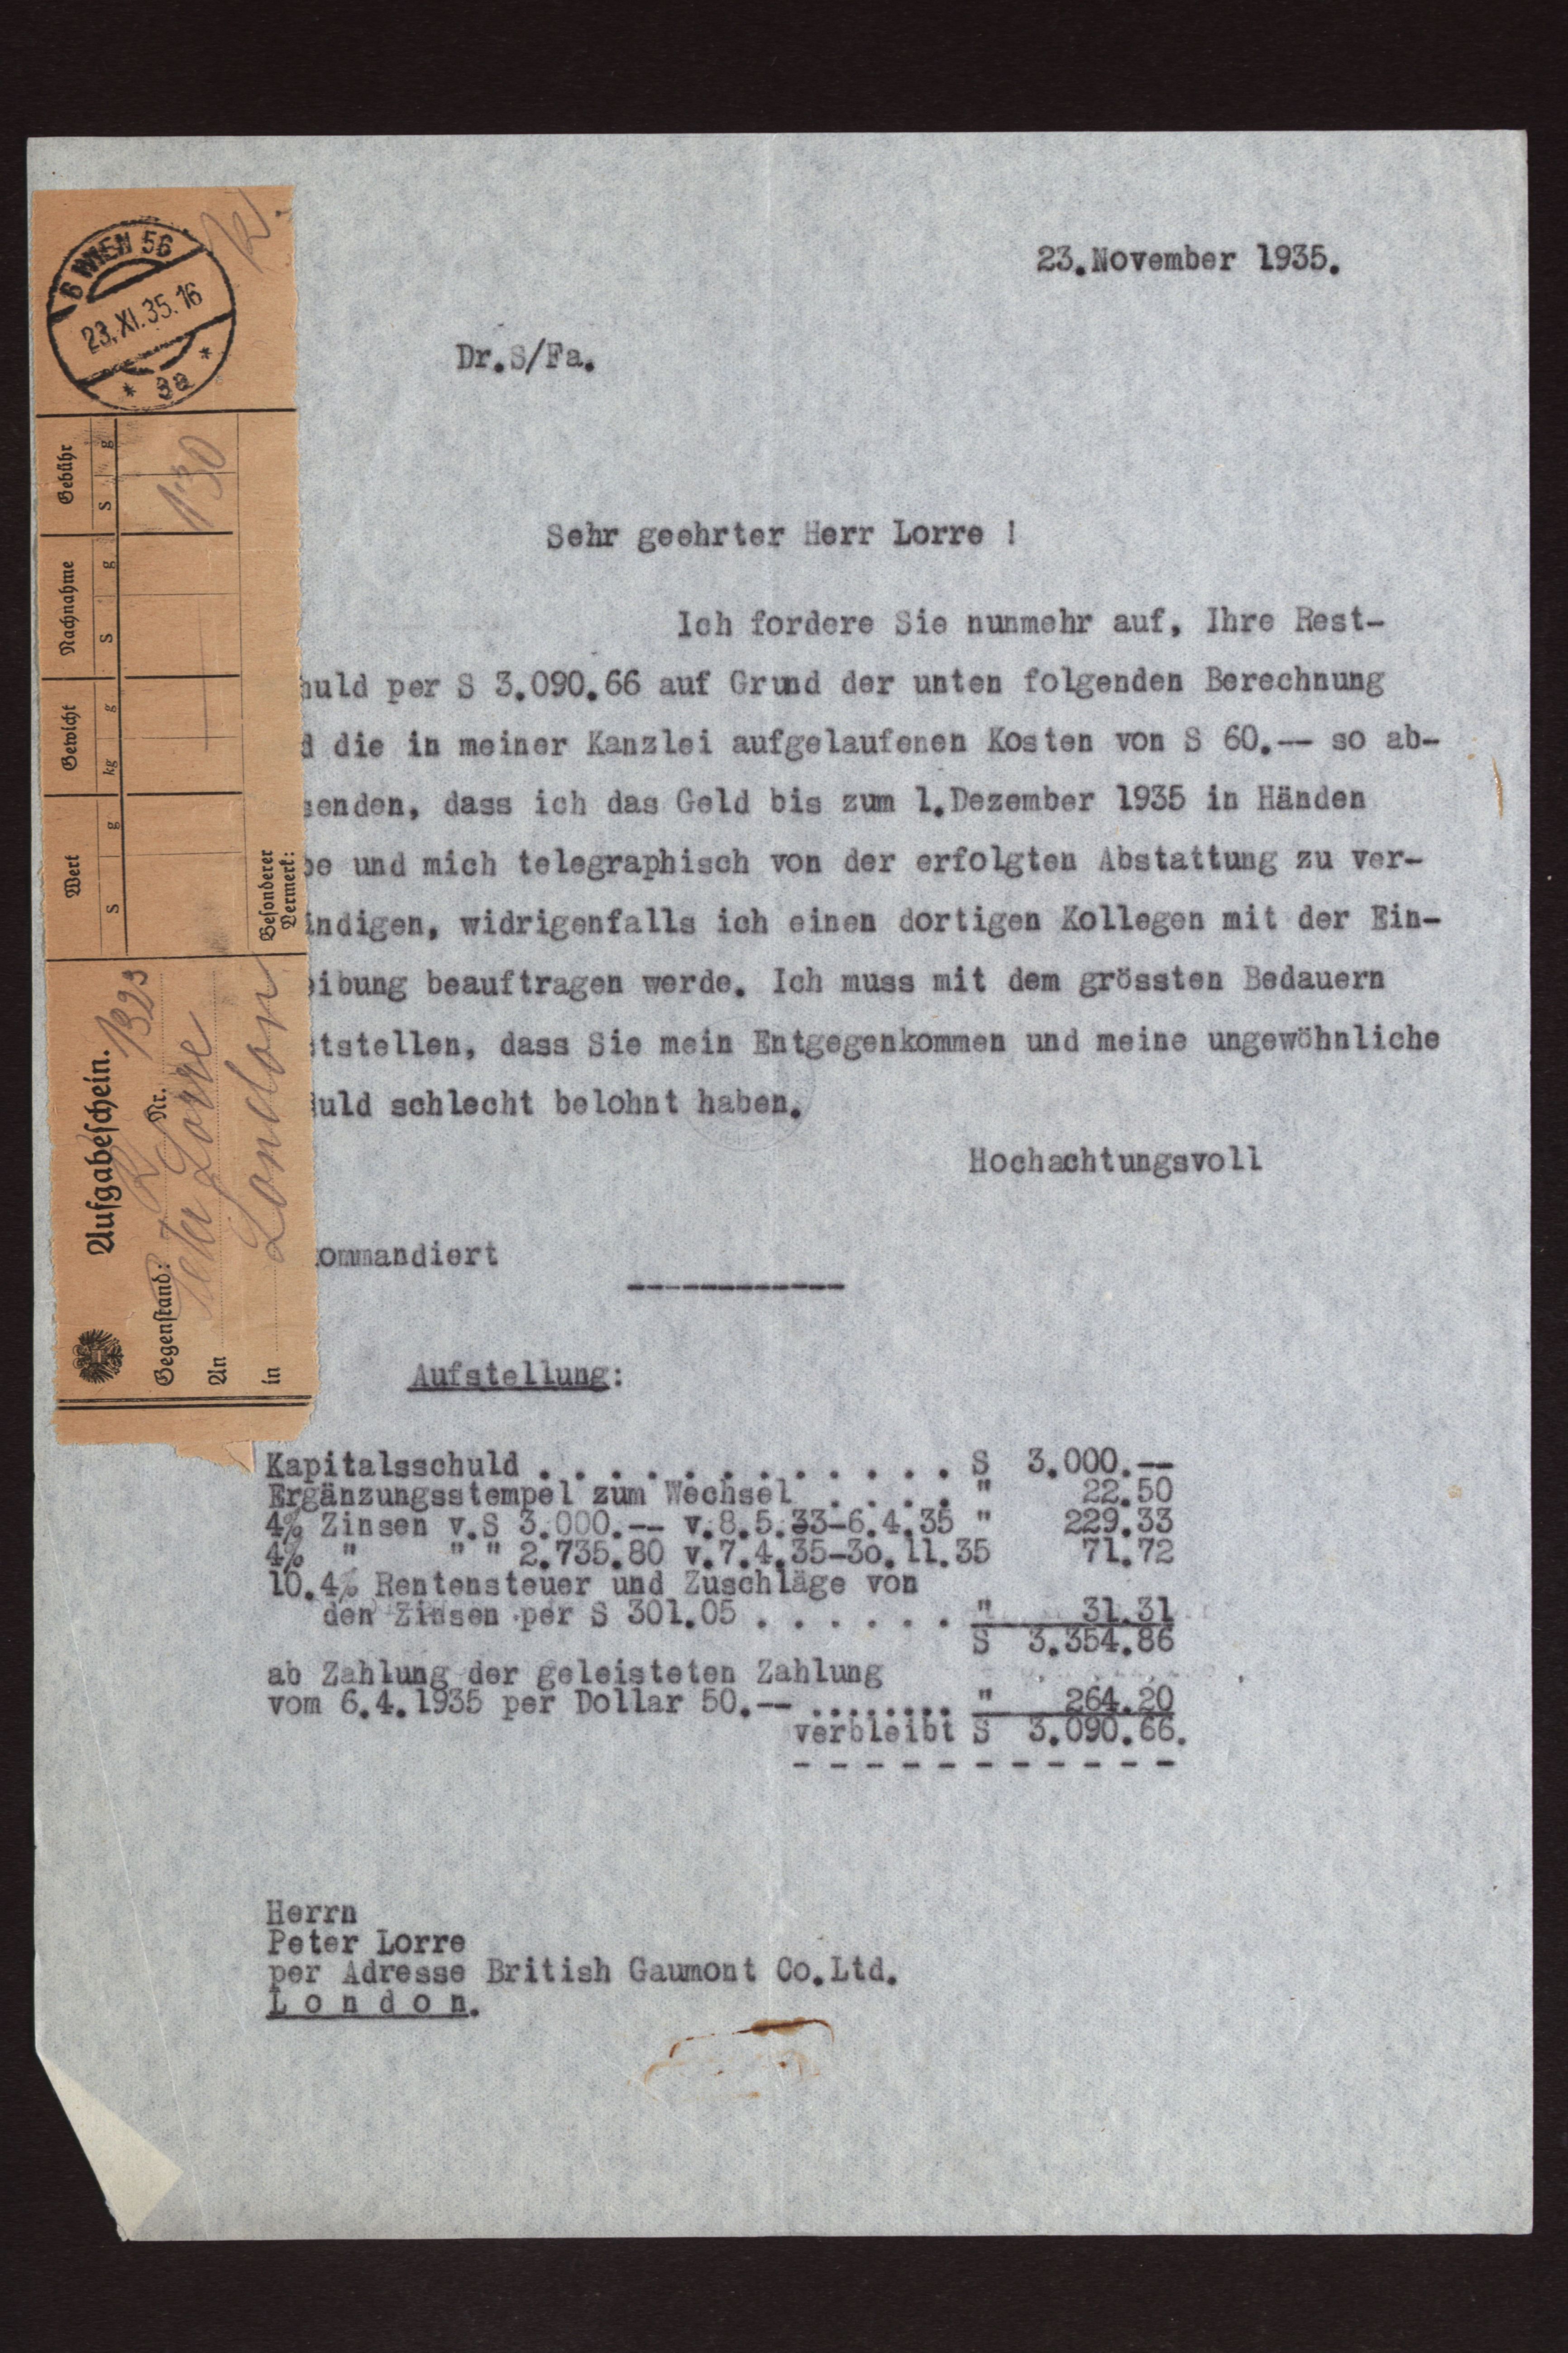 6 WIEN 56
23.XI.35.16
* 3a *
Gebühr
S g
1·30
Nachnahme
S g
Gewicht
kg g
Wert
S g
Besonderer
Vermerk:
Aufgabeschein.
Gegenstand: R Nr. 1323
An Peter Lorre
in London
23.November 1935.
Dr.S/Fa.
Sehr geehrter Herr Lorre !
Ich fordere Sie nunmehr auf, Ihre Rest-
huld per S 3.090.66 auf Grund der unten folgenden Berechnung
d die in meiner Kanzlei aufgelaufenen Kosten von S 60.-- so ab-
senden, dass ich das Geld bis zum 1.Dezember 1935 in Händen
be und mich telegraphisch von der erfolgten Abstattung zu ver-
ändigen, widrigenfalls ich einen dortigen Kollegen mit der Ein-
eibung beauftragen werde. Ich muss mit dem grössten Bedauern
tstellen, dass Sie mein Entgegenkommen und meine ungewöhnliche
duld schlecht belohnt haben.
Hochachtungsvoll
kommandiert
------------
Aufstellung:
Kapitalsschuld . . . . . . . . . . . . S 3.000.--
Ergänzungsstempel zum Wechsel . . . . " 22.50
4% Zinsen v.S 3.000.-- v.8.5.33-6.4.35 " 229.33
4% " " " 2.735.80 v.7.4.35-3o.11.35 71.72
10.4% Rentensteuer und Zuschläge von
den Zinsen per S 301.05 . . . . . . " 31.31
S 3.354.86
ab Zahlung der geleisteten Zahlung
vom 6.4.1935 per Dollar 50.-- ........ " 264.20
verbleibt S 3.090.66.
- - - - - - - - - - -
Herrn
Peter Lorre
per Adresse British Gaumont Co.Ltd.
L o n d o n.